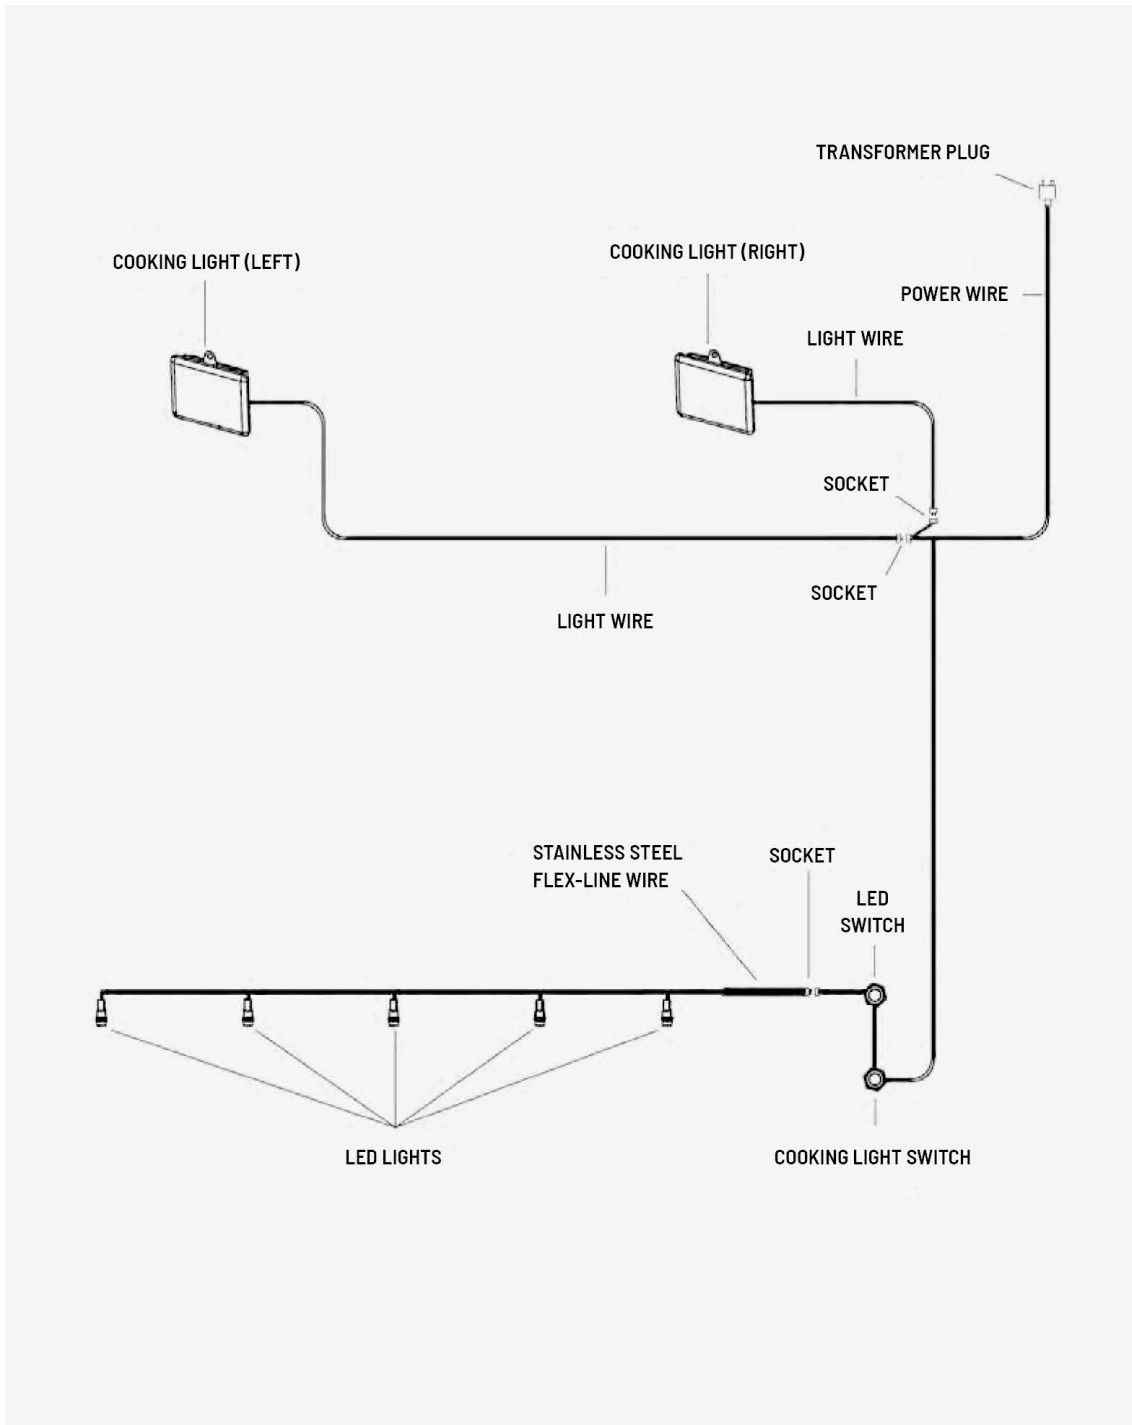 TRANSFORMER PLUG
COOKING LIGHT (RIGHT)
COOKING LIGHT (LEFT)
POWER WIRE
LIGHT WIRE
SOCKET
SOCKET
LIGHT WIRE
STAINLESS STEEL
FLEX-LINE WIRE
SOCKET
LED
SWITCH
LED LIGHTS
COOKING LIGHT SWITCH